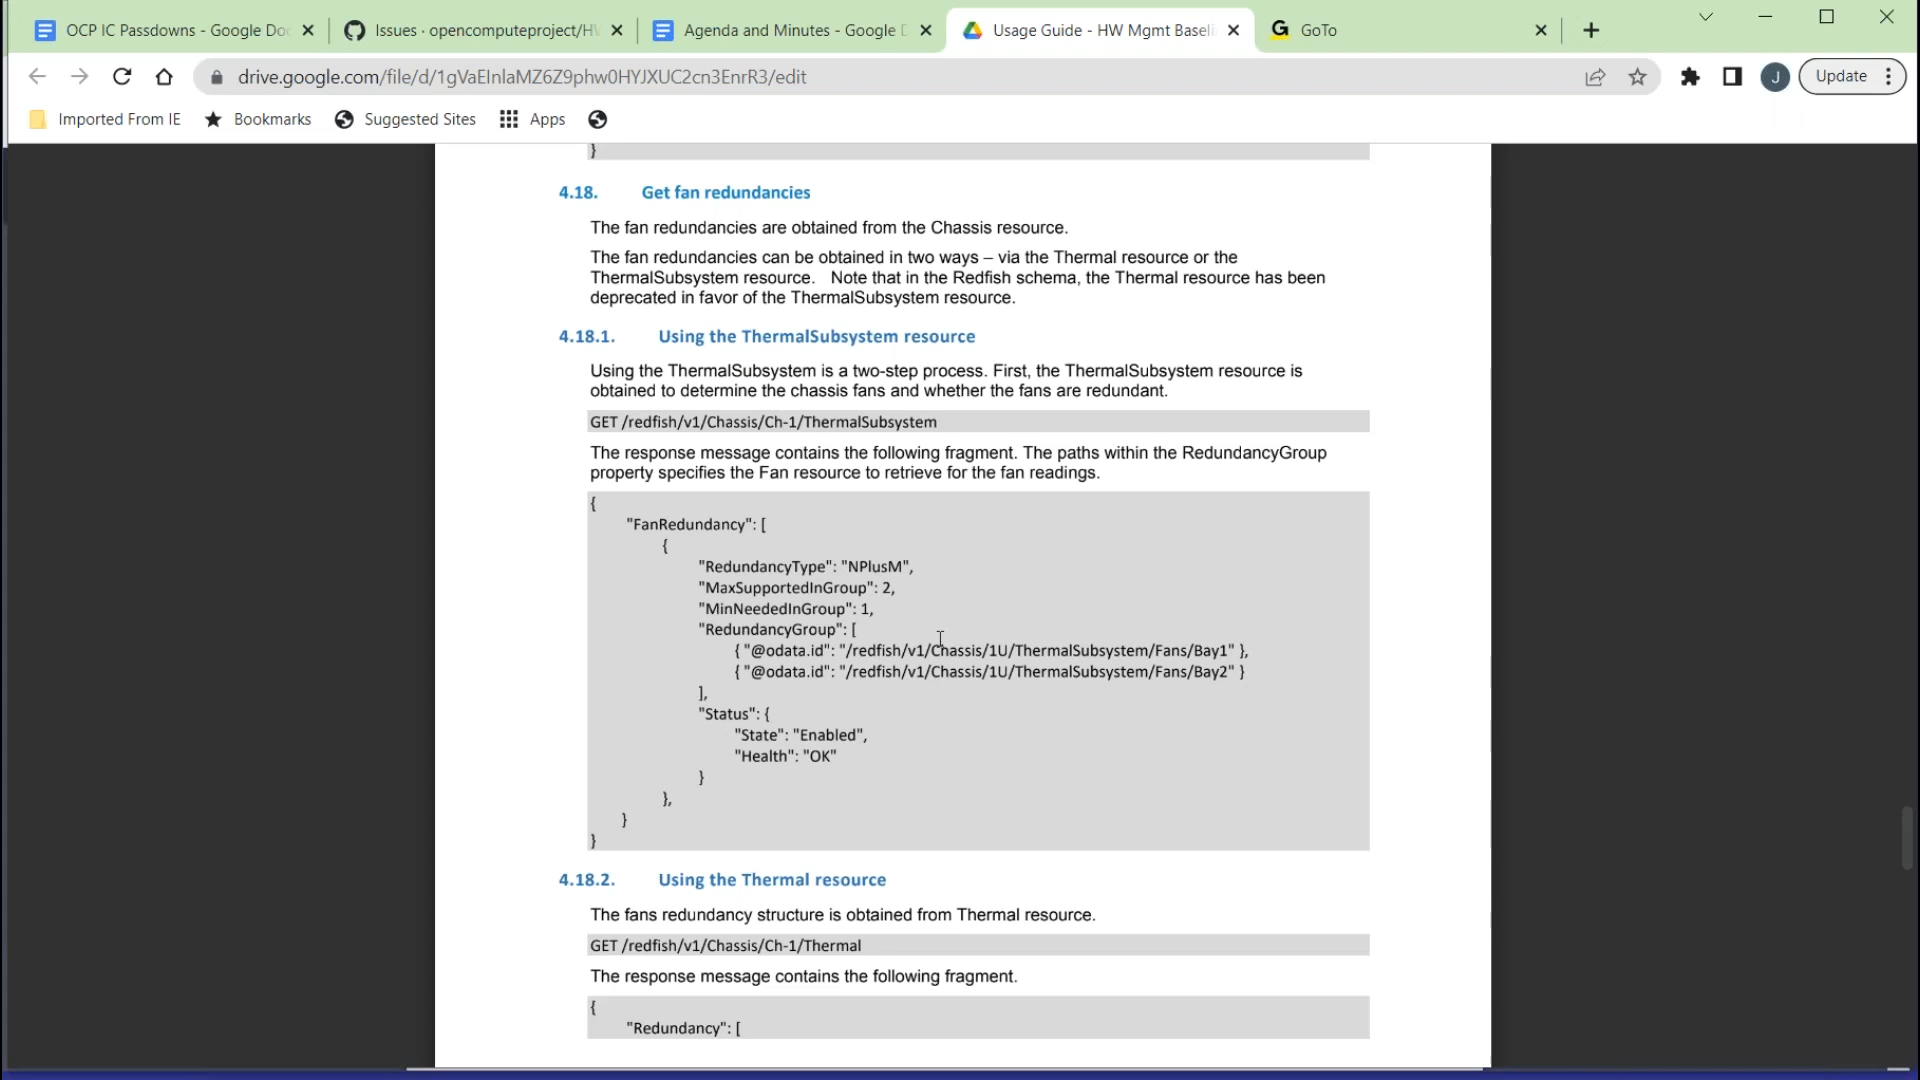 OCP IC Passdowns - Google Doc
Issues · opencomputeproject/HW
Agenda and Minutes - Google D
Usage Guide - HW Mgmt Baseli
G GoTo
drive.google.com/file/d/1gVaEInlaMZ6Z9phw0HYJXUC2cn3EnrR3/edit
J
Update
Imported From IE
Bookmarks
Suggested Sites
Apps
}
4.18. Get fan redundancies
The fan redundancies are obtained from the Chassis resource.
The fan redundancies can be obtained in two ways – via the Thermal resource or the
ThermalSubsystem resource. Note that in the Redfish schema, the Thermal resource has been
deprecated in favor of the ThermalSubsystem resource.
4.18.1. Using the ThermalSubsystem resource
Using the ThermalSubsystem is a two-step process. First, the ThermalSubsystem resource is
obtained to determine the chassis fans and whether the fans are redundant.
GET /redfish/v1/Chassis/Ch-1/ThermalSubsystem
The response message contains the following fragment. The paths within the RedundancyGroup
property specifies the Fan resource to retrieve for the fan readings.
{
"FanRedundancy": [
{
"RedundancyType": "NPlusM",
"MaxSupportedInGroup": 2,
"MinNeededInGroup": 1,
"RedundancyGroup": [
{ "@odata.id": "/redfish/v1/Chassis/1U/ThermalSubsystem/Fans/Bay1" },
{ "@odata.id": "/redfish/v1/Chassis/1U/ThermalSubsystem/Fans/Bay2" }
],
"Status": {
"State": "Enabled",
"Health": "OK"
}
},
}
}
4.18.2. Using the Thermal resource
The fans redundancy structure is obtained from Thermal resource.
GET /redfish/v1/Chassis/Ch-1/Thermal
The response message contains the following fragment.
{
"Redundancy": [